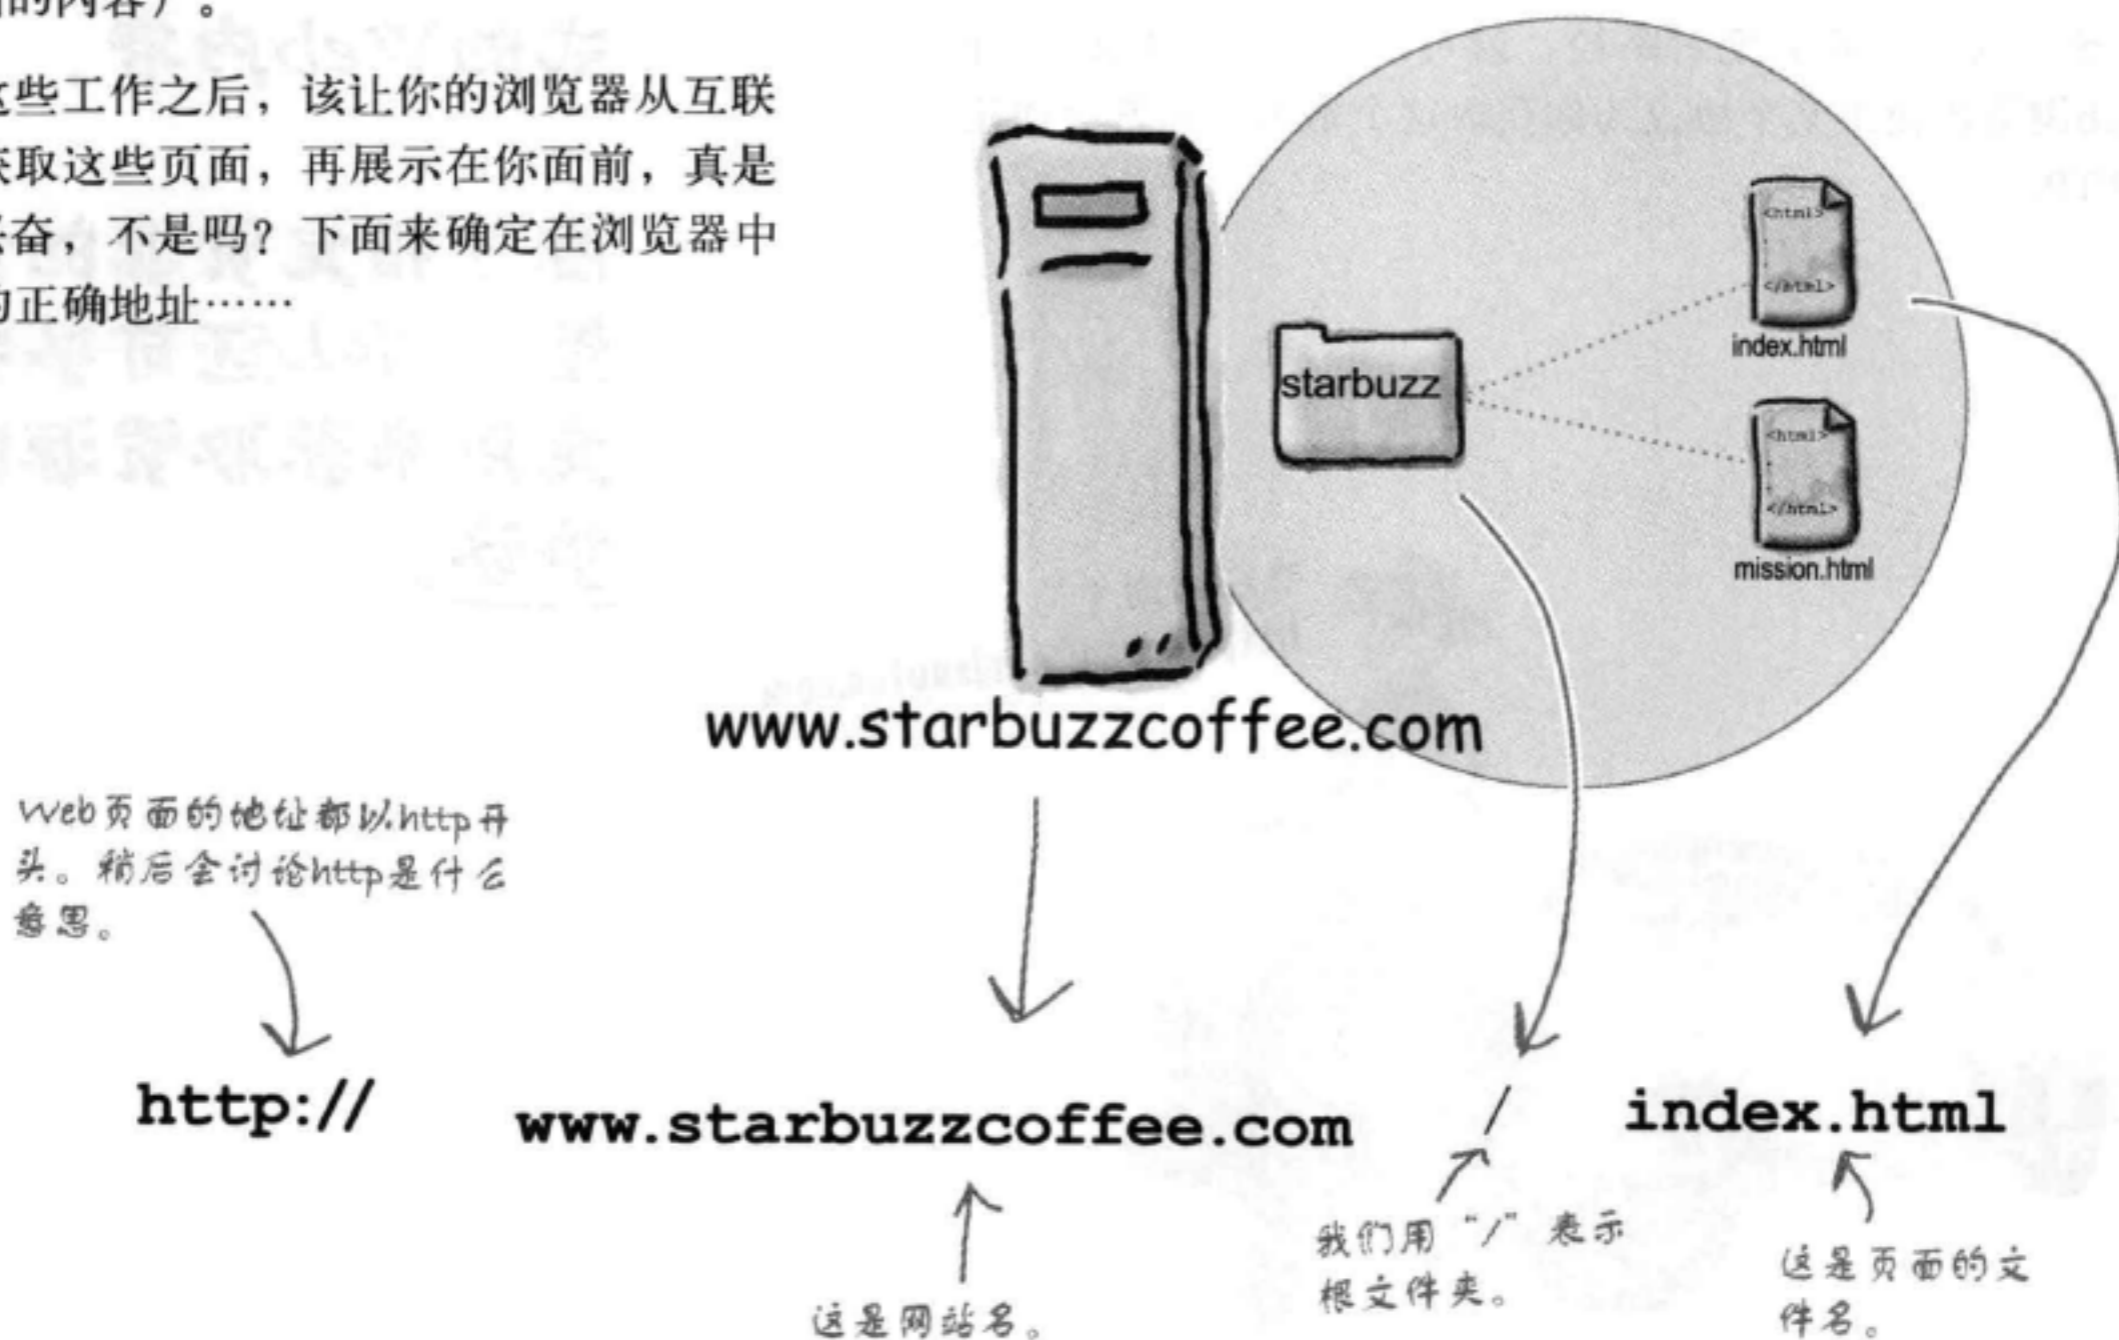 的内容）。
这些工作之后，该让你的浏览器从互联
获取这些页面，再展示在你面前，真是
奋，不是吗？下面来确定在浏览器中
的正确地址……
<html>
</html>
index.html
starbuzz
<html>
</html>
mission.html
www.starbuzzcoffee.com
Web页面的地址都以http开
头。稍后会讨论http是什么
意思。
http://
www.starbuzzcoffee.com
/
index.html
我们用“/”表示
根文件夹。
这是页面的文
件名。
这是网站名。